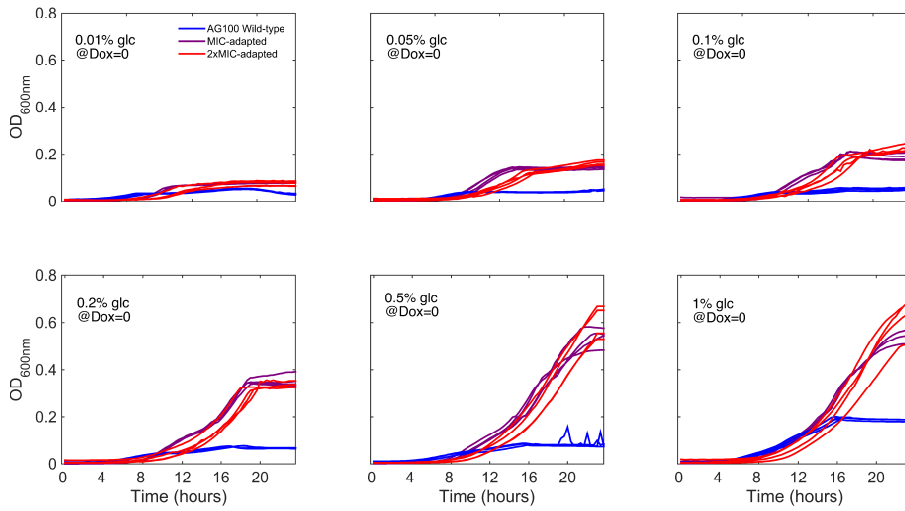 0.8
0.6
0.4
0.2
0
OD600nm
0.01% glc
@Dox=0
AG100 Wild-type
MIC-adapted
2xMIC-adapted
0.05% glc
@Dox=0
0.1% glc
@Dox=0
0.8
0.6
0.4
0.2
0
OD600nm
0.2% glc
@Dox=0
0 4 8 12 16 20
Time (hours)
0.5% glc
@Dox=0
0 4 8 12 16 20
Time (hours)
1% glc
@Dox=0
0 4 8 12 16 20
Time (hours)